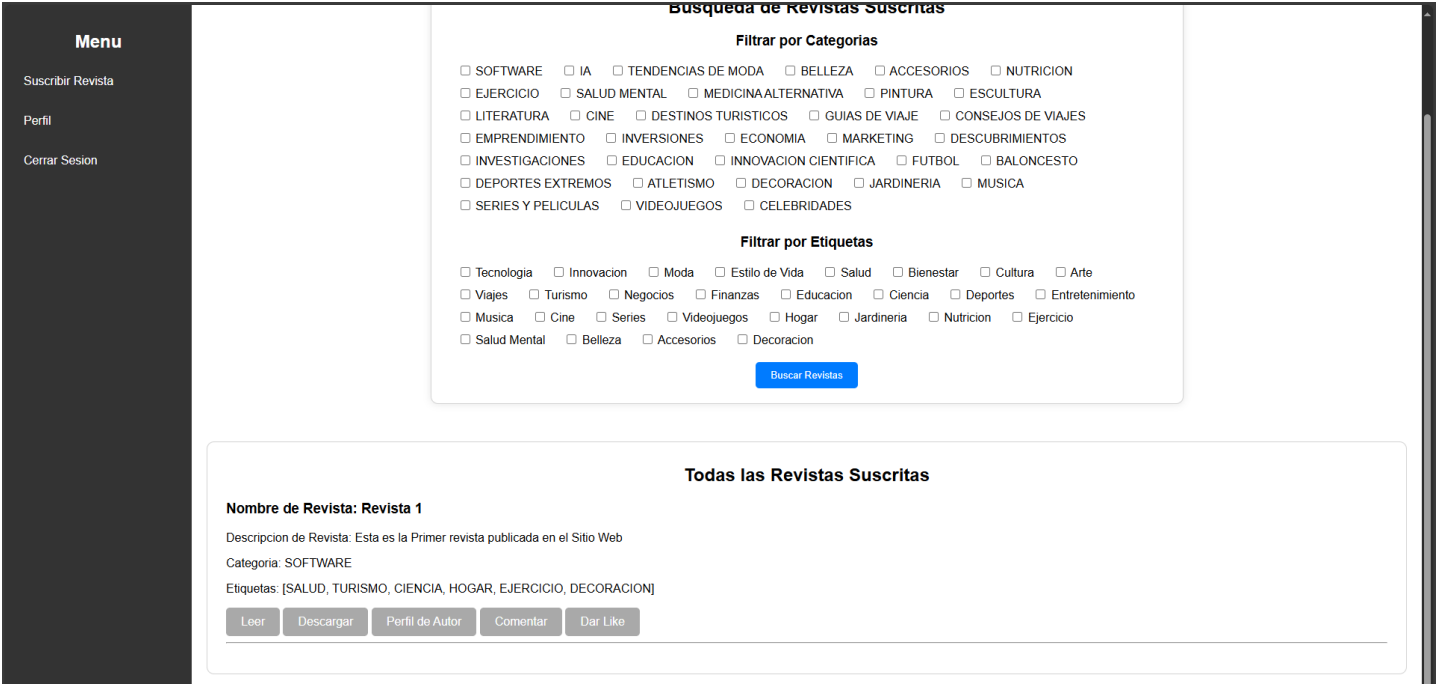 Menu
Suscribir Revista
Perfil
Cerrar Sesion
Busqueda de Revistas Suscritas
Filtrar por Categorias
SOFTWARE IA TENDENCIAS DE MODA BELLEZA ACCESORIOS NUTRICION
EJERCICIO SALUD MENTAL MEDICINA ALTERNATIVA PINTURA ESCULTURA
LITERATURA CINE DESTINOS TURISTICOS GUIAS DE VIAJE CONSEJOS DE VIAJES
EMPRENDIMIENTO INVERSIONES ECONOMIA MARKETING DESCUBRIMIENTOS
INVESTIGACIONES EDUCACION INNOVACION CIENTIFICA FUTBOL BALONCESTO
DEPORTES EXTREMOS ATLETISMO DECORACION JARDINERIA MUSICA
SERIES Y PELICULAS VIDEOJUEGOS CELEBRIDADES
Filtrar por Etiquetas
Tecnologia Innovacion Moda Estilo de Vida Salud Bienestar Cultura Arte
Viajes Turismo Negocios Finanzas Educacion Ciencia Deportes Entretenimiento
Musica Cine Series Videojuegos Hogar Jardineria Nutricion Ejercicio
Salud Mental Belleza Accesorios Decoracion
Buscar Revistas
Todas las Revistas Suscritas
Nombre de Revista: Revista 1
Descripcion de Revista: Esta es la Primer revista publicada en el Sitio Web
Categoria: SOFTWARE
Etiquetas: [SALUD, TURISMO, CIENCIA, HOGAR, EJERCICIO, DECORACION]
Leer Descargar Perfil de Autor Comentar Dar Like